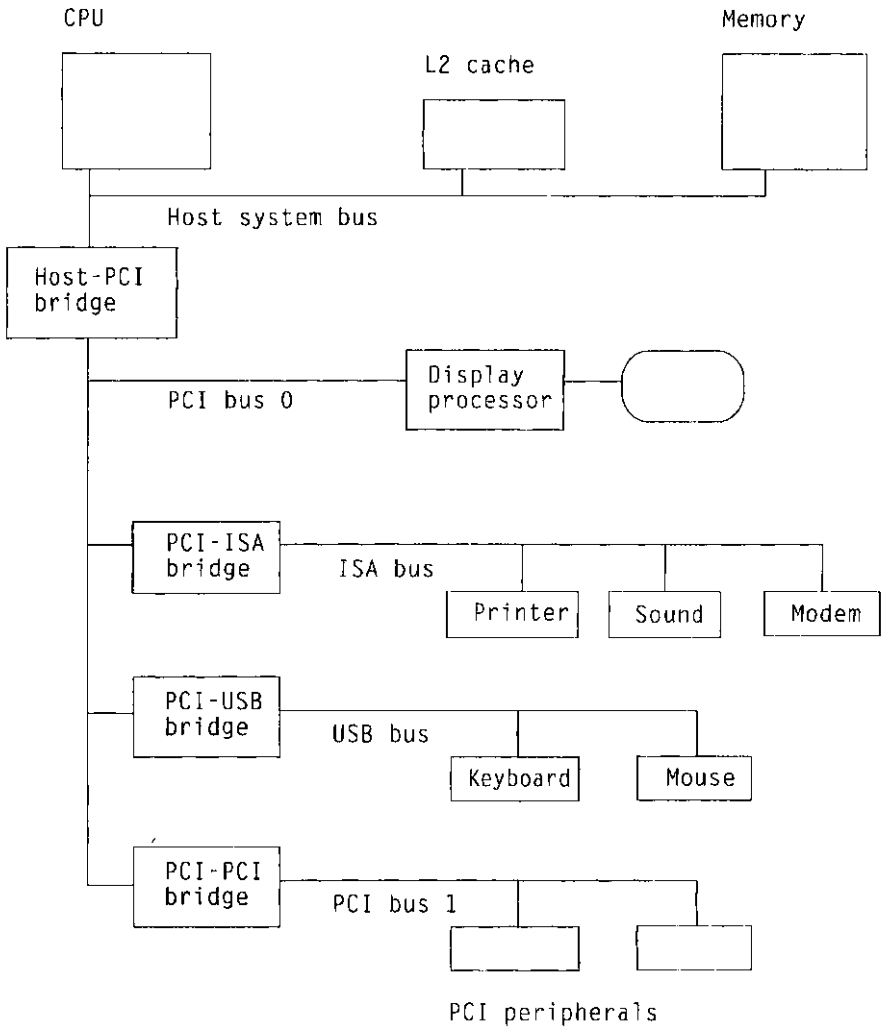 CPU
Memory
L2 cache
Host system bus
Host-PCI
bridge
Display
processor
PCI bus 0
PCI-ISA
bridge
ISA bus
Printer
Sound
Modem
PCI-USB
bridge
USB bus
Keyboard
Mouse
PCI-PCI
bridge
PCI bus 1
PCI peripherals